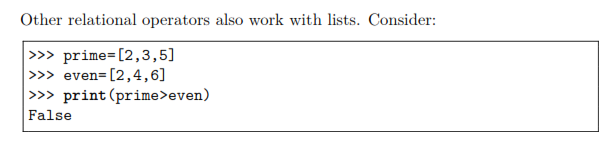 Other relational operators also work with lists. Consider:
>>> prime=[2,3,5]
>>> even=[2,4,6]
>>> print(prime>even)
False